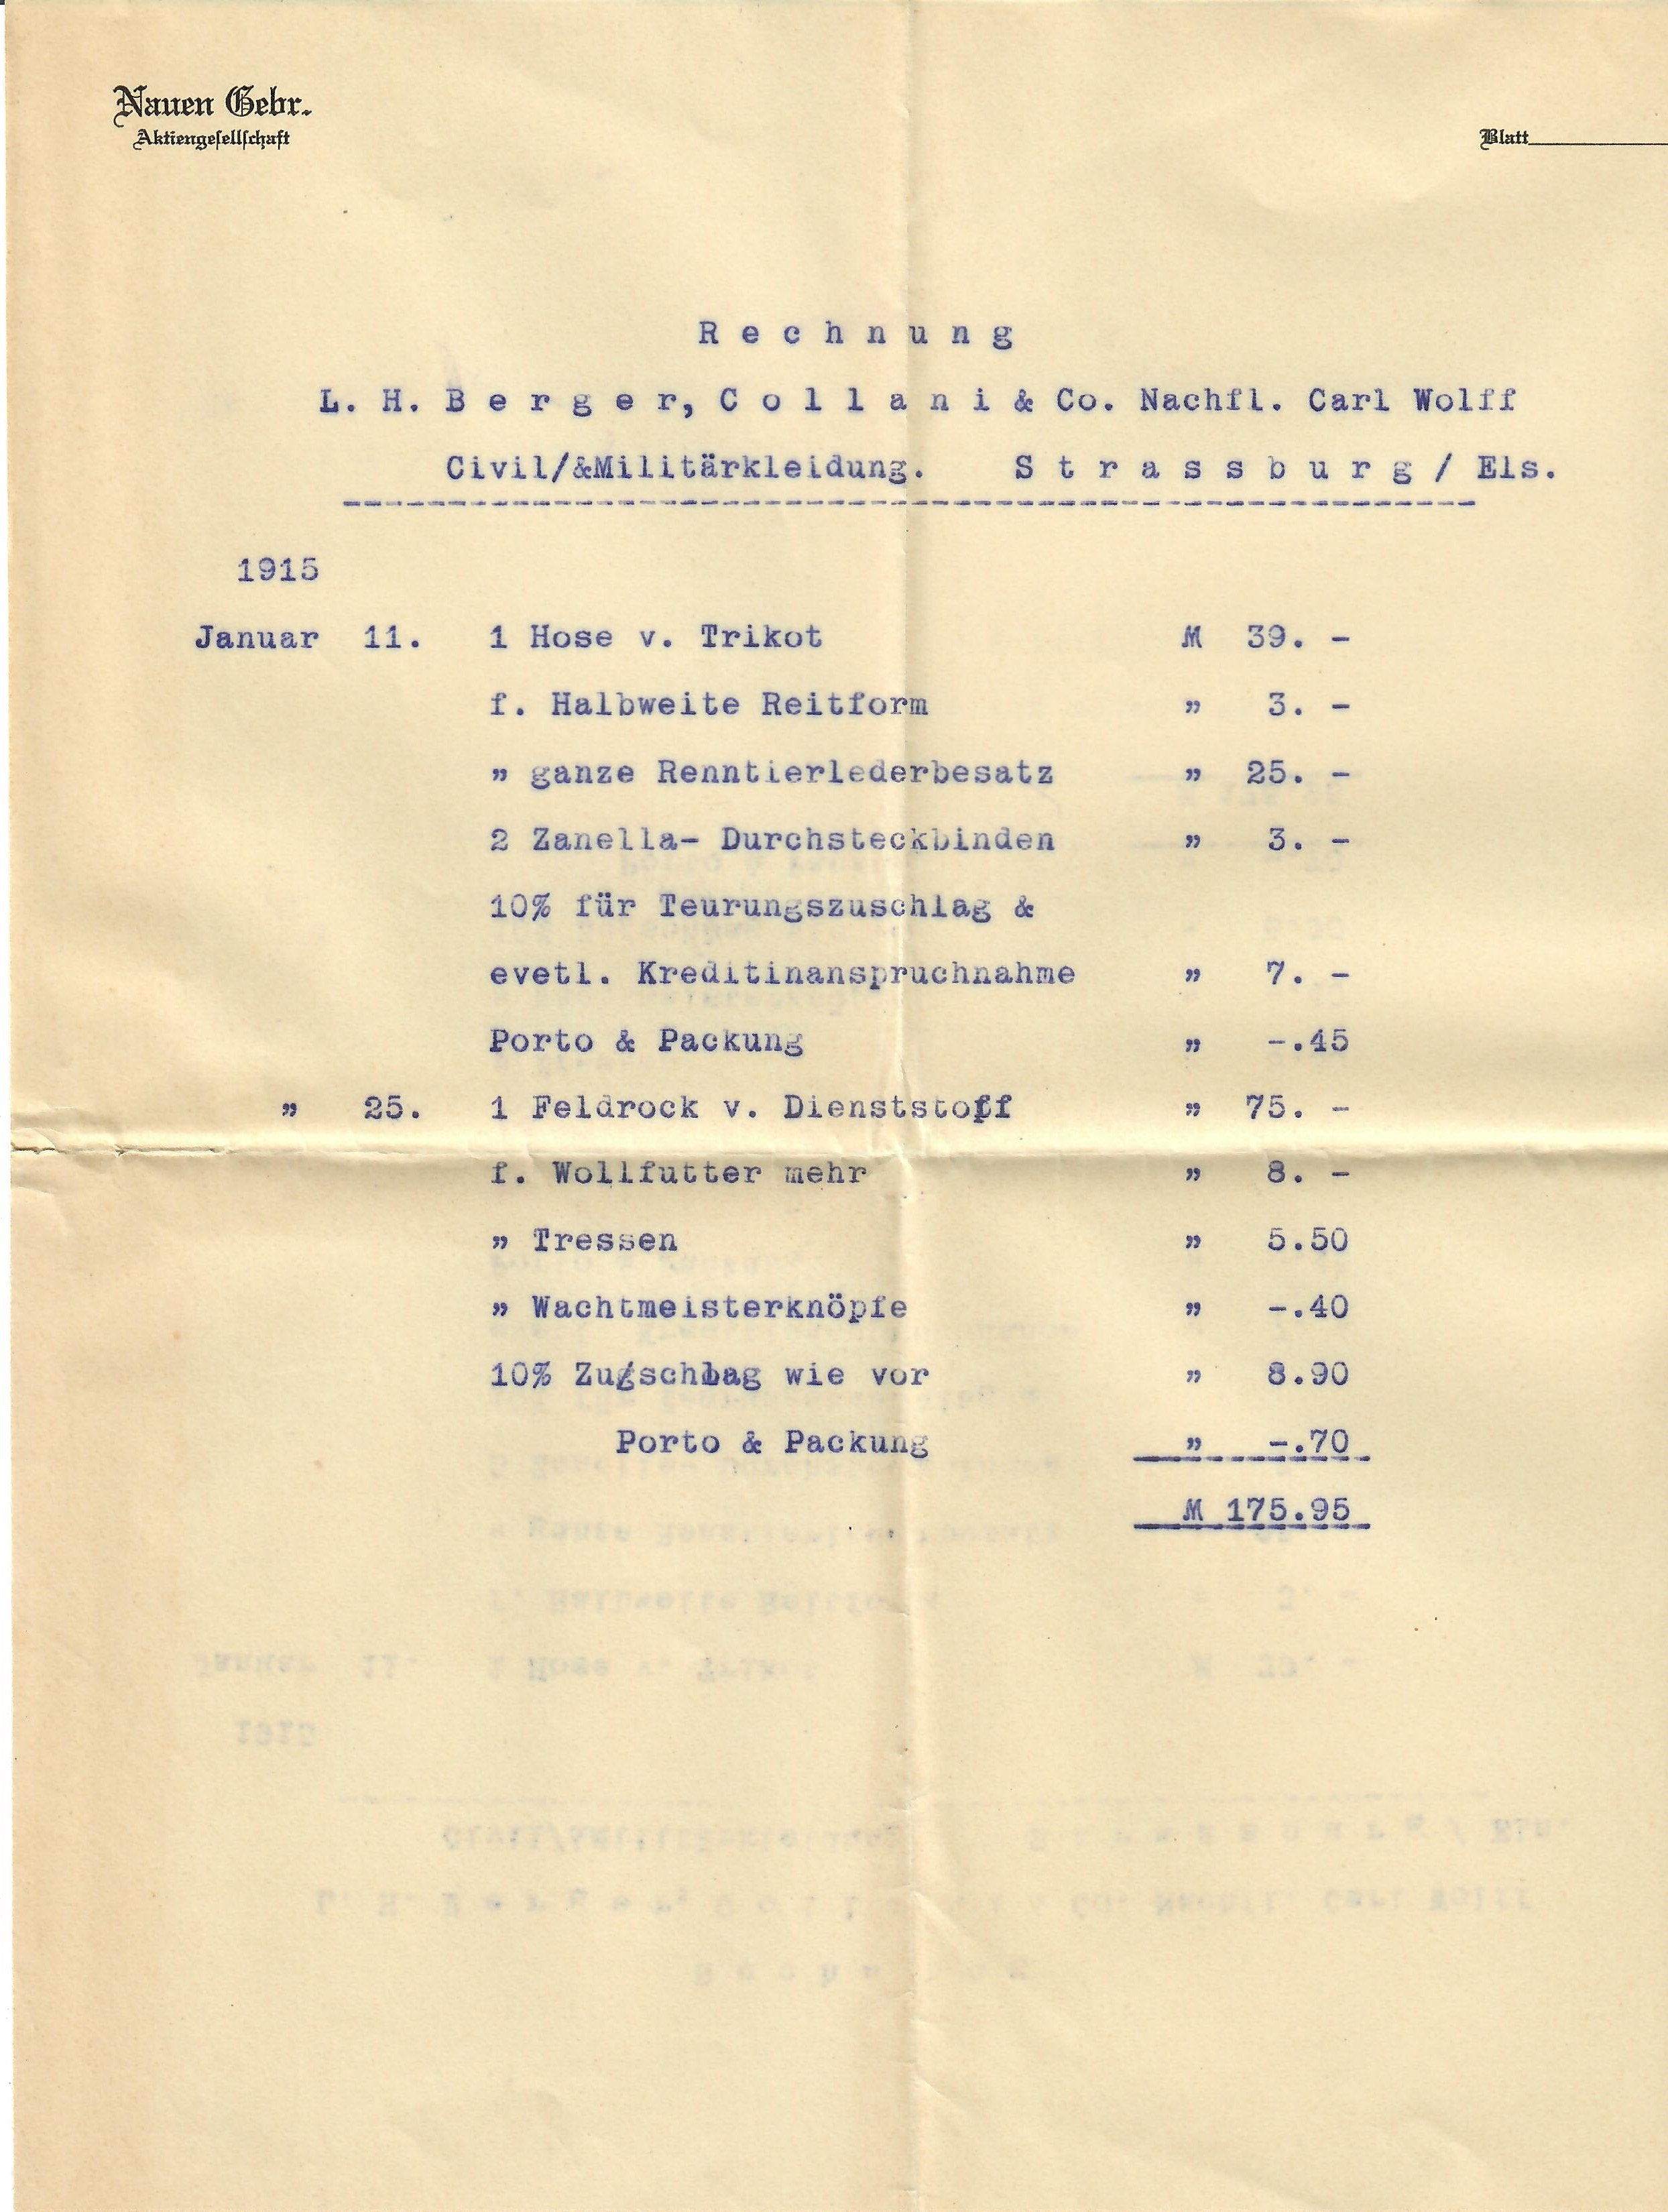 Nauen Gebr.
Aktiengesellschaft
Blatt
Rechnung
L. H. Berger, Collani & Co. Nachfl. Carl Wolff
Civil/&Militärkleidung. Strassburg / Els.
1915
Januar 11. 1 Hose v. Trikot M 39. -
f. Halbweite Reitform " 3. -
" ganze Renntierlederbesatz " 25. -
2 Zanella- Durchsteckbinden " 3. -
10% für Teurungszuschlag &
evetl. Kreditinanspruchnahme " 7. -
Porto & Packung " -.45
" 25. 1 Feldrock v. Dienststoff " 75. -
f. Wollfutter mehr " 8. -
" Tressen " 5.50
" Wachtmeisterknöpfe " -.40
10% wie vor " 8.90
Porto & Packung " -.70
M 175.95